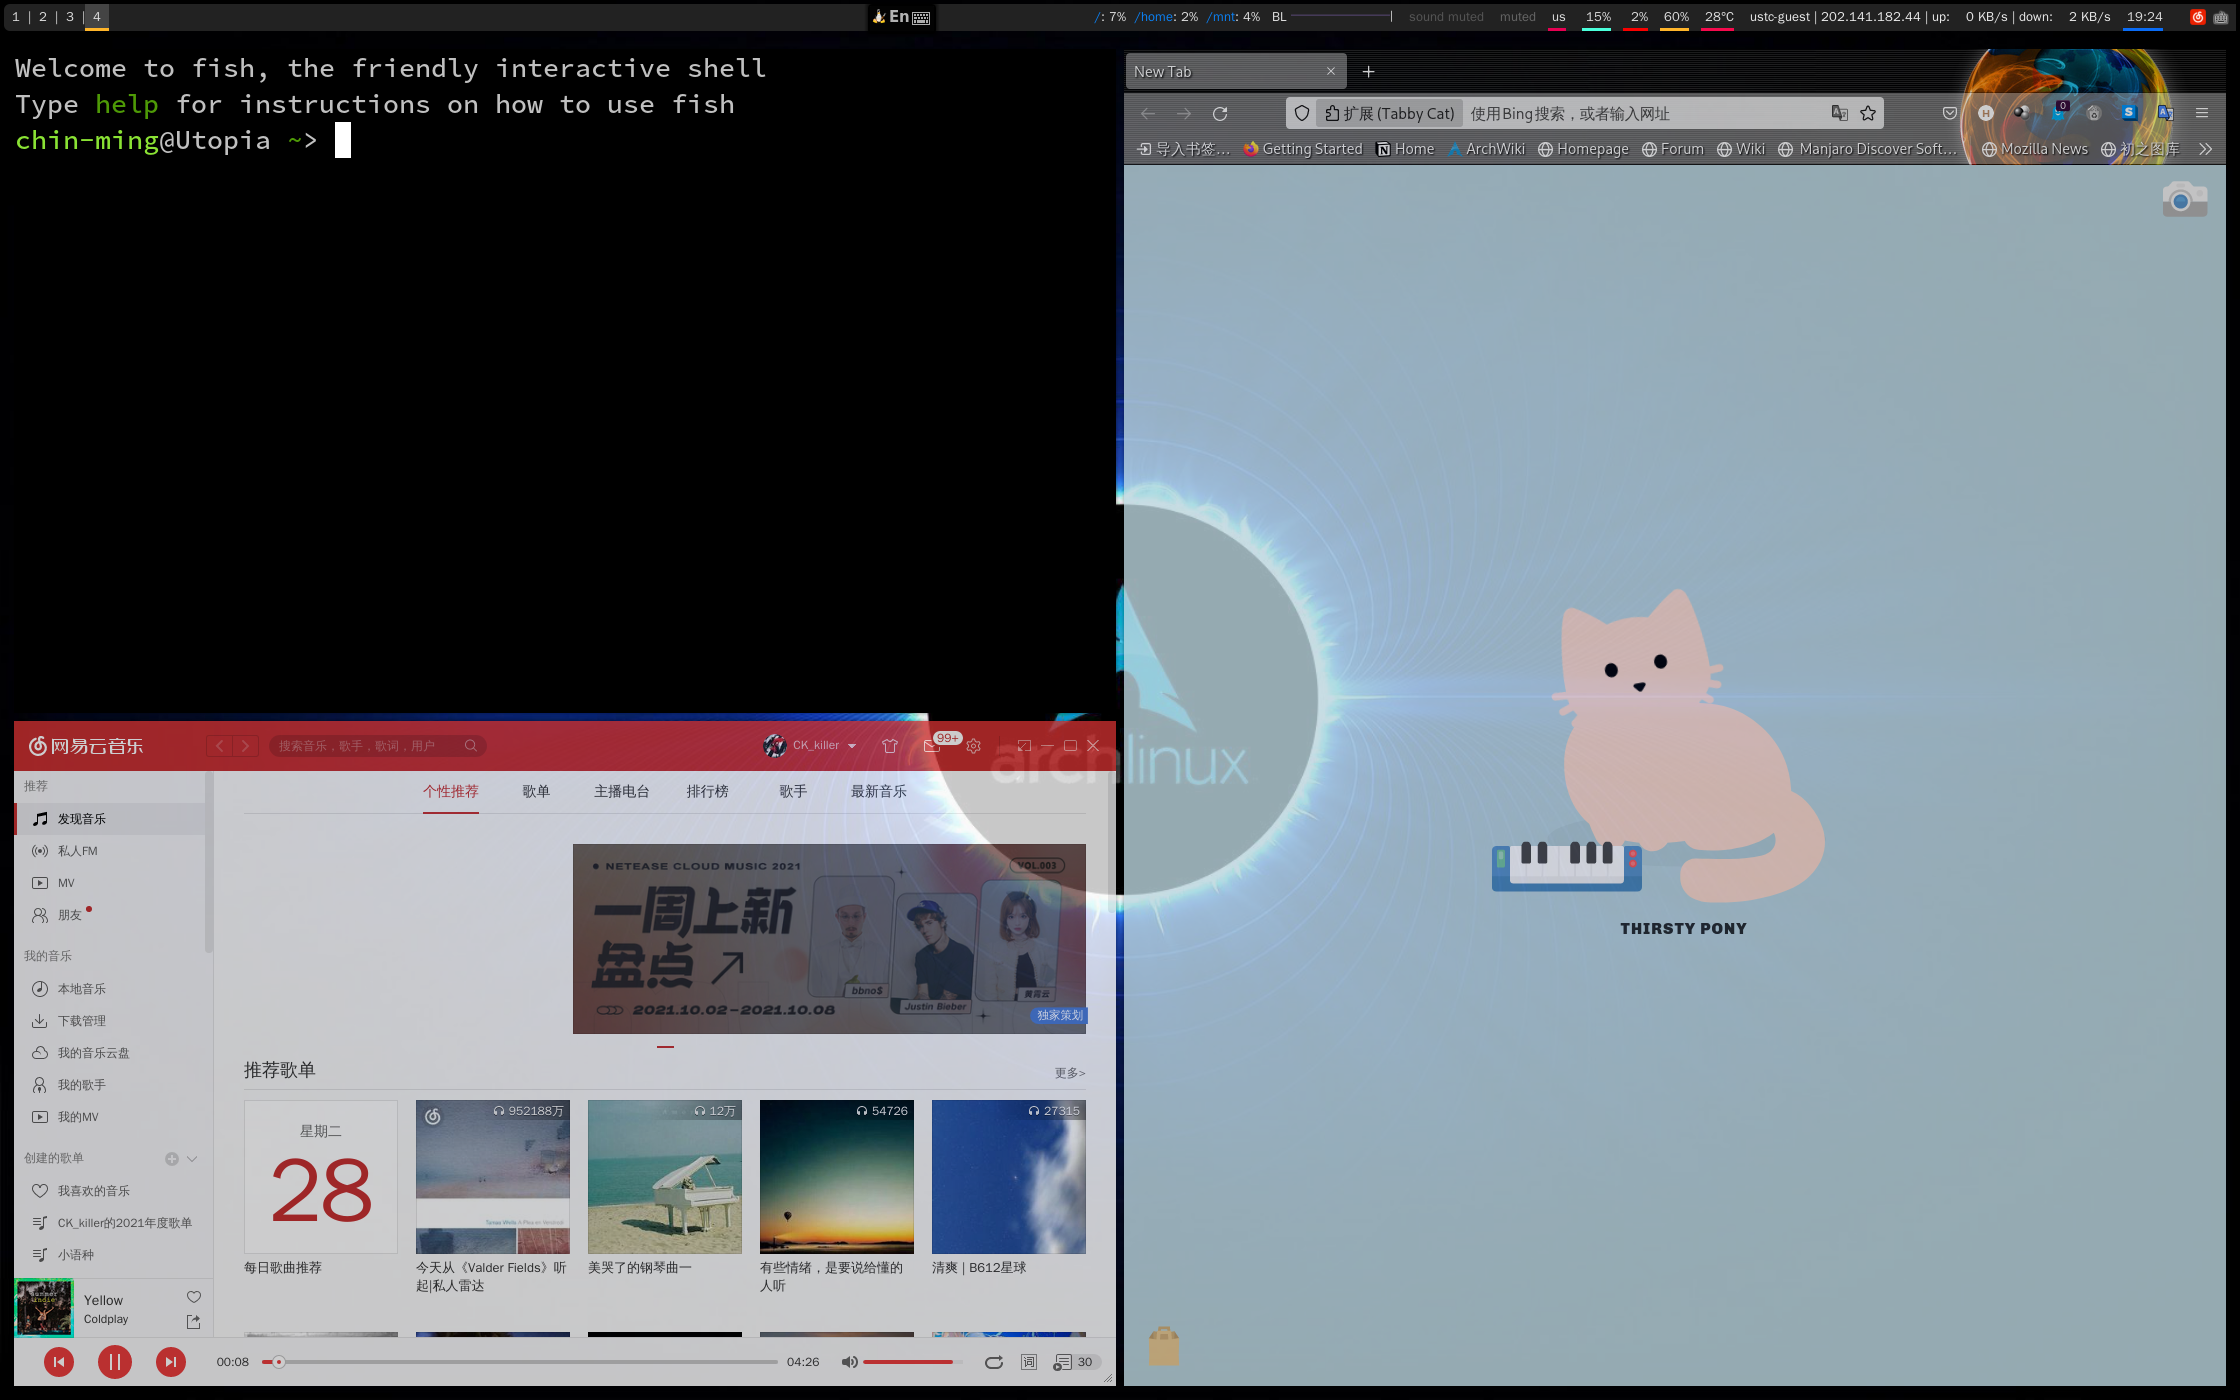 1 | 2 | 3 | 4
En
/: 7% /home: 2% /mnt: 4% BL sound muted muted us 15% 2% 60% 28°C ustc-guest | 202.141.182.44 | up: 0 KB/s | down: 2 KB/s 19:24
Welcome to fish, the friendly interactive shell
Type help for instructions on how to use fish
chin-ming@Utopia ~>
New Tab
扩展 (Tabby Cat) 使用Bing搜索，或者输入网址
0
H
S
导入书签… Getting Started Home ArchWiki Homepage Forum Wiki Manjaro Discover Soft… Mozilla News 初之图库
THIRSTY PONY
archlinux
网易云音乐
搜索音乐，歌手，歌词，用户
CK_killer
99+
推荐
发现音乐
私人FM
MV
朋友
我的音乐
本地音乐
下载管理
我的音乐云盘
我的歌手
我的MV
创建的歌单
我喜欢的音乐
CK_killer的2021年度歌单
小语种
个性推荐 歌单 主播电台 排行榜 歌手 最新音乐
NETEASE CLOUD MUSIC 2021
VOL.003
一周上新
盘点
bbno$
Justin Bieber
黄霄云
2021.10.02-2021.10.08
独家策划
推荐歌单
更多>
星期二
28
952188万
12万
54726
27315
每日歌曲推荐
今天从《Valder Fields》听
起|私人雷达
美哭了的钢琴曲一
有些情绪，是要说给懂的
人听
清爽 | B612星球
summer
indie
Yellow
Coldplay
00:08
04:26
词
30